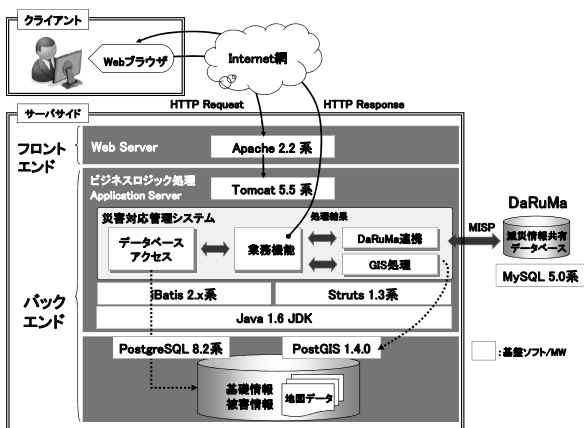 クライアント
Webブラウザ
Internet網
HTTP Request
HTTP Response
サーバサイド
フロント
エンド
Web Server
Apache 2.2 系
ビジネスロジック処理
Application Server
Tomcat 5.5 系
災害対応管理システム
処理結果
データベース
アクセス
業務機能
DaRuMa連携
GIS処理
MISP
DaRuMa
減災情報共有
データベース
MySQL 5.0系
iBatis 2.x系
Struts 1.3系
バック
エンド
Java 1.6 JDK
PostgreSQL 8.2系
PostGIS 1.4.0
基礎情報
被害情報
地図データ
:基盤ソフト/MW